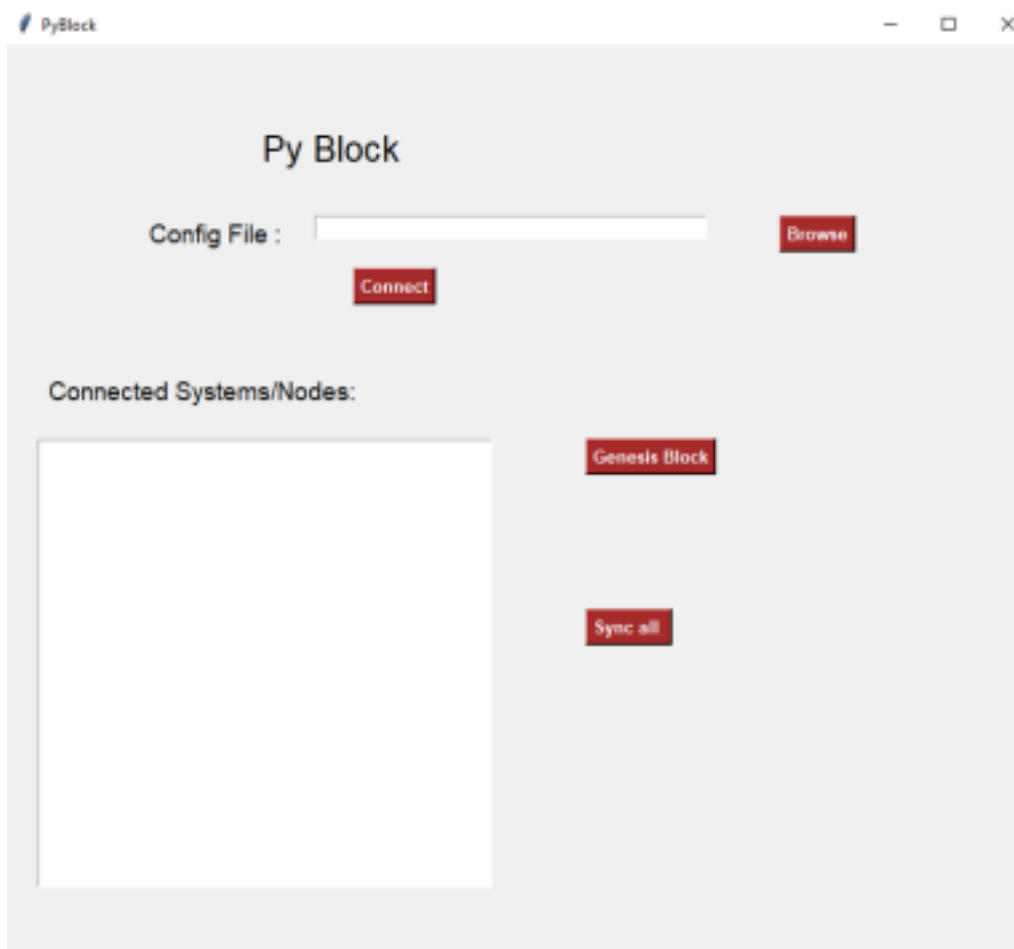 PyBlock
Py Block
Config File :
Browse
Connect
Connected Systems/Nodes:
Genesis Block
Sync all